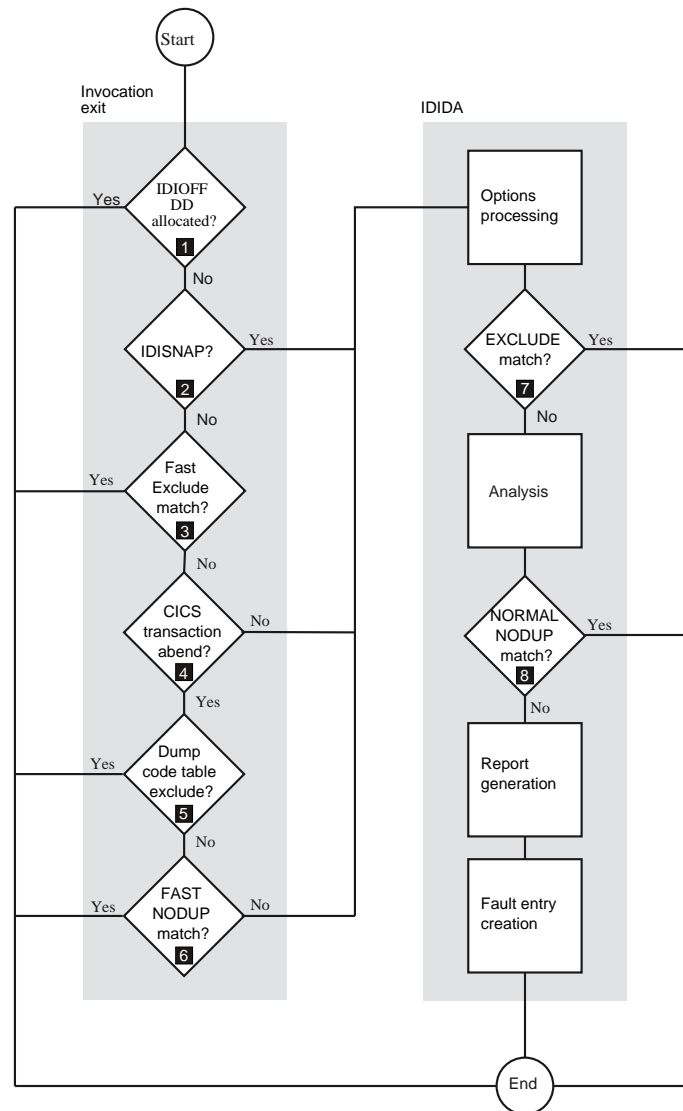 Start
Invocation
exit
IDIOFF
DD
allocated?
1
Yes
No
IDISNAP?
2
Yes
No
Fast
Exclude
match?
3
Yes
No
CICS
transaction
abend?
4
No
Yes
Dump
code table
exclude?
5
Yes
No
FAST
NODUP
match?
6
Yes
No
IDIDA
Options
processing
EXCLUDE
match?
7
Yes
No
Analysis
NORMAL
NODUP
match?
8
Yes
No
Report
generation
Fault entry
creation
End